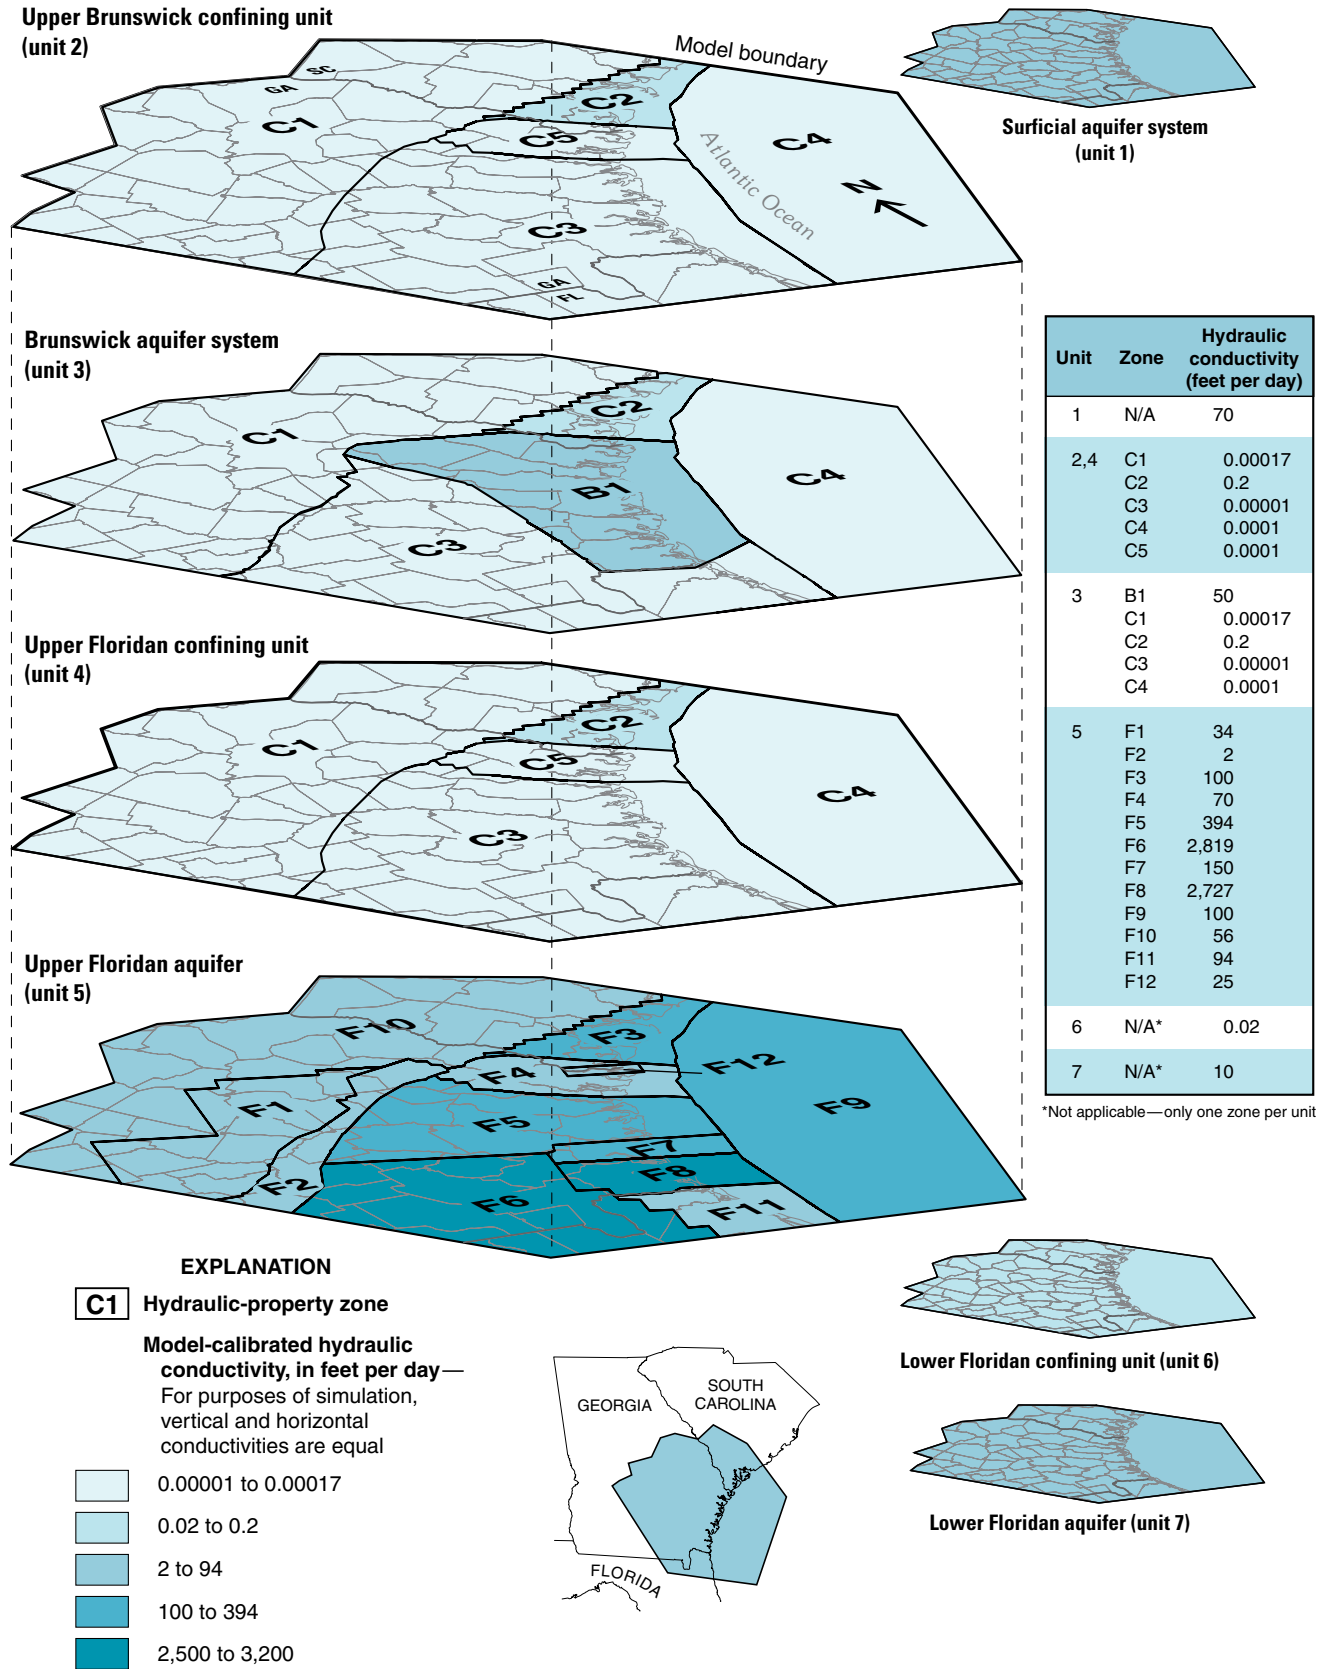 Upper Brunswick confining unit
(unit 2)
Model boundary
SC
GA
C1
C2
C5
C4
Atlantic Ocean
N
C3
GA
FL
Surficial aquifer system
(unit 1)
Brunswick aquifer system
(unit 3)
C1
C2
B1
C4
C3
Upper Floridan confining unit
(unit 4)
C1
C2
C5
C4
C3
Upper Floridan aquifer
(unit 5)
F10
F3
F4
F12
F1
F5
F9
F7
F2
F8
F6
F11
Unit Zone Hydraulic conductivity (feet per day)
1 N/A 70
2,4 C1 0.00017
C2 0.2
C3 0.00001
C4 0.0001
C5 0.0001
3 B1 50
C1 0.00017
C2 0.2
C3 0.00001
C4 0.0001
5 F1 34
F2 2
F3 100
F4 70
F5 394
F6 2,819
F7 150
F8 2,727
F9 100
F10 56
F11 94
F12 25
6 N/A* 0.02
7 N/A* 10
*Not applicable—only one zone per unit
EXPLANATION
C1 Hydraulic-property zone
Model-calibrated hydraulic
conductivity, in feet per day—
For purposes of simulation,
vertical and horizontal
conductivities are equal
0.00001 to 0.00017
0.02 to 0.2
2 to 94
100 to 394
2,500 to 3,200
GEORGIA
SOUTH
CAROLINA
FLORIDA
Lower Floridan confining unit (unit 6)
Lower Floridan aquifer (unit 7)